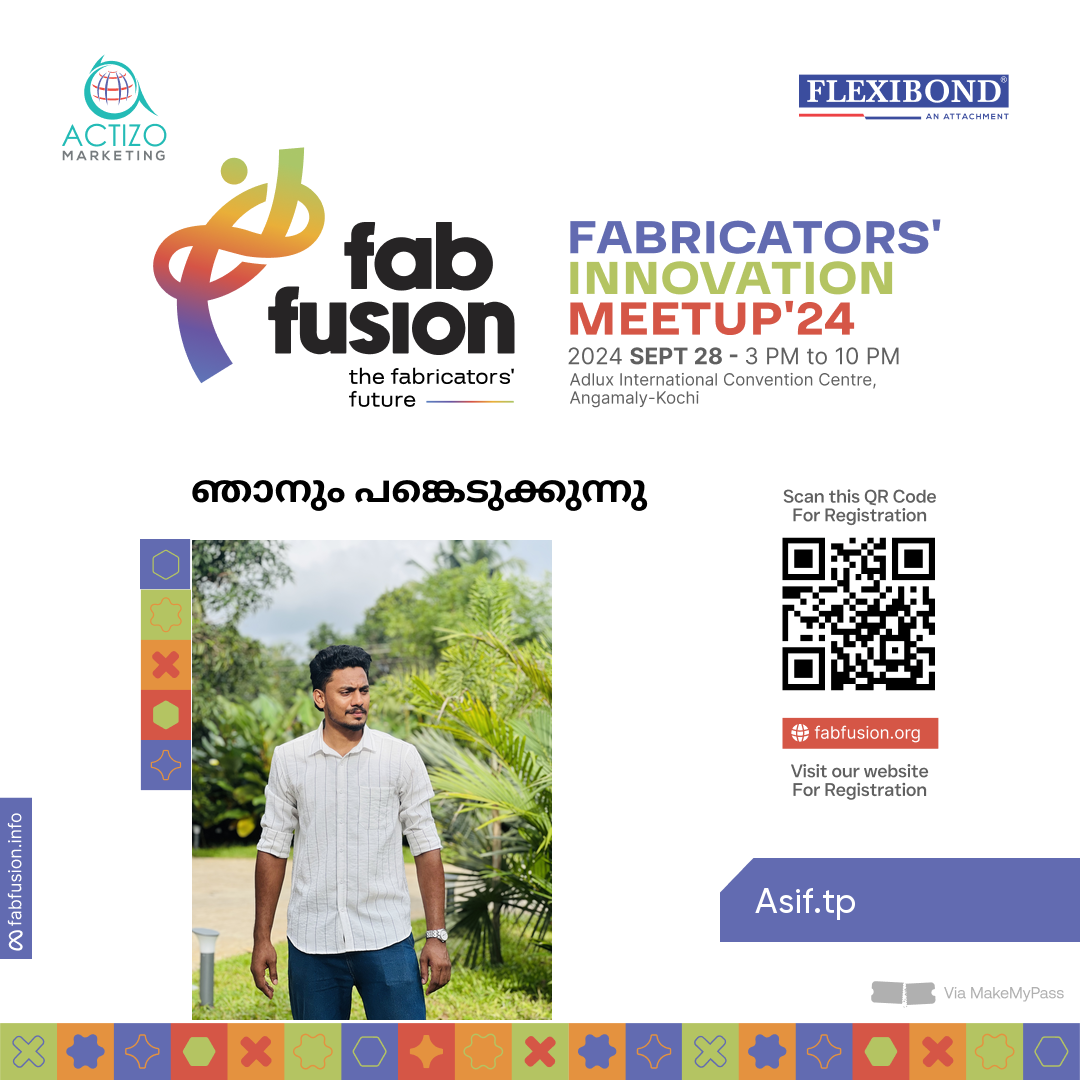 ACTIZO
MARKETING
FLEXIBOND®
AN ATTACHMENT
fab
fusion
the fabricators'
future
FABRICATORS'
INNOVATION
MEETUP'24
2024 SEPT 28 - 3 PM to 10 PM
Adlux International Convention Centre,
Angamaly-Kochi
ഞാനും പങ്കെടുക്കുന്നു
Scan this QR Code
For Registration
fabfusion.org
Visit our website
For Registration
fabfusion.info
Asif.tp
Via MakeMyPass